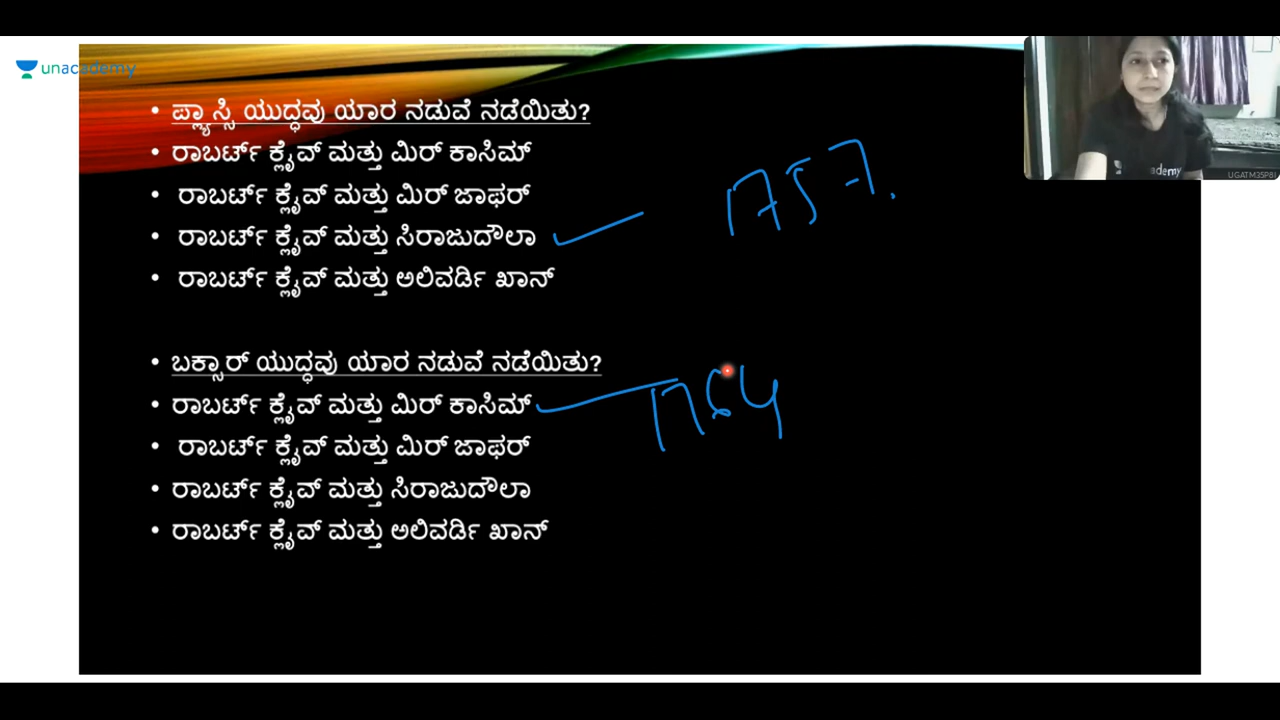 unacademy
• ಪ್ಲಾಸ್ಸಿ ಯುದ್ಧವು ಯಾರ ನಡುವೆ ನಡೆಯಿತು?
• ರಾಬರ್ಟ್ ಕ್ಲೈವ್ ಮತ್ತು ಮಿರ್ ಕಾಸಿಮ್
• ರಾಬರ್ಟ್ ಕ್ಲೈವ್ ಮತ್ತು ಮಿರ್ ಜಾಫರ್
• ರಾಬರ್ಟ್ ಕ್ಲೈವ್ ಮತ್ತು ಸಿರಾಜುದೌಲಾ
• ರಾಬರ್ಟ್ ಕ್ಲೈವ್ ಮತ್ತು ಅಲಿವರ್ಡಿ ಖಾನ್
1757.
• ಬಕ್ಸಾರ್ ಯುದ್ಧವು ಯಾರ ನಡುವೆ ನಡೆಯಿತು?
• ರಾಬರ್ಟ್ ಕ್ಲೈವ್ ಮತ್ತು ಮಿರ್ ಕಾಸಿಮ್
• ರಾಬರ್ಟ್ ಕ್ಲೈವ್ ಮತ್ತು ಮಿರ್ ಜಾಫರ್
• ರಾಬರ್ಟ್ ಕ್ಲೈವ್ ಮತ್ತು ಸಿರಾಜುದೌಲಾ
• ರಾಬರ್ಟ್ ಕ್ಲೈವ್ ಮತ್ತು ಅಲಿವರ್ಡಿ ಖಾನ್
1764
UGATM35P8I